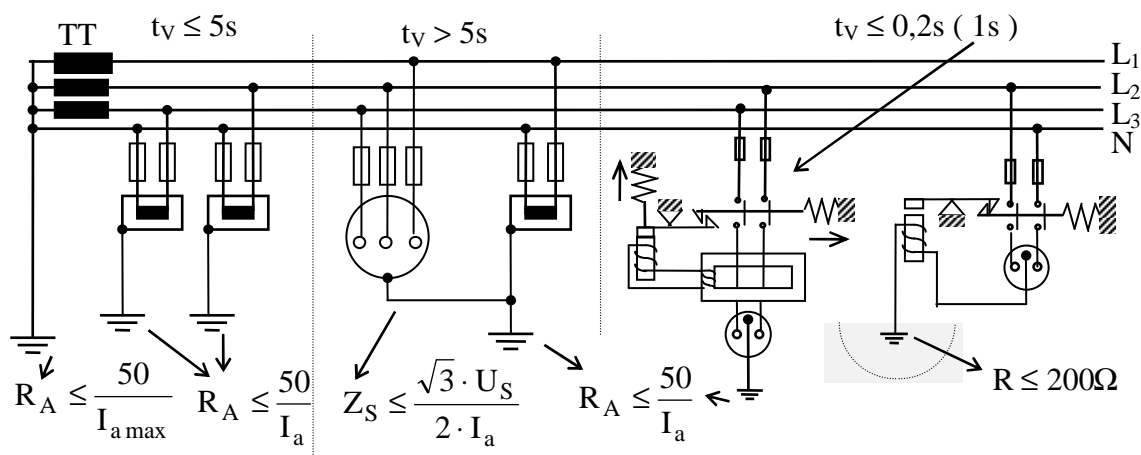 TT
t_V ≤ 5s
t_V > 5s
t_V ≤ 0,2s ( 1s )
L₁
L₂
L₃
N
R_A ≤ 50 / I_a max
R_A ≤ 50 / I_a
Z_S ≤ √3 · U_S / 2 · I_a
R_A ≤ 50 / I_a
R ≤ 200Ω